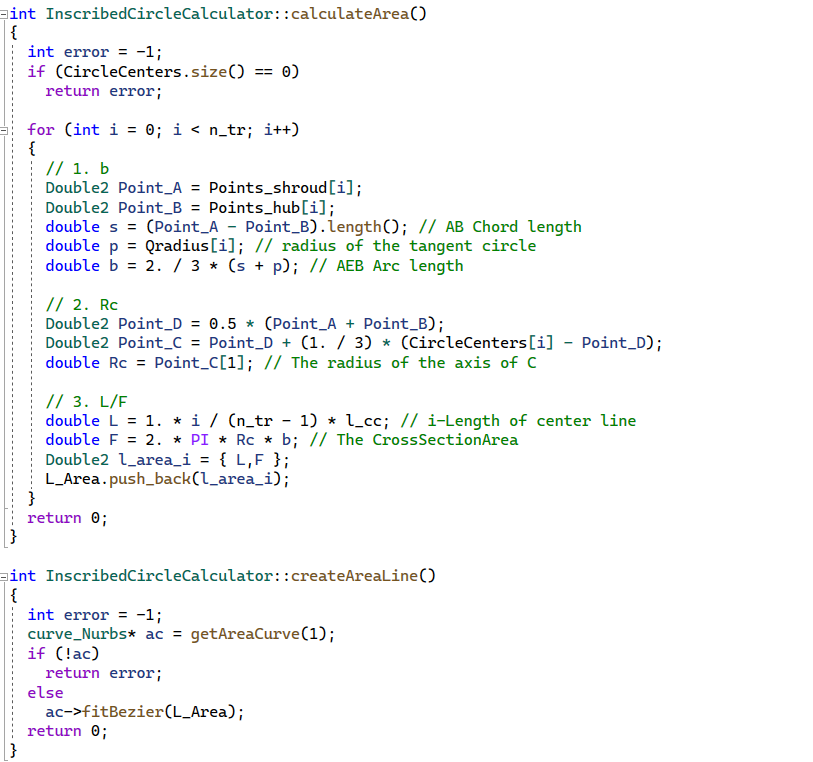 int InscribedCircleCalculator::calculateArea()
{
  int error = -1;
  if (CircleCenters.size() == 0)
    return error;

  for (int i = 0; i < n_tr; i++)
  {
    // 1. b
    Double2 Point_A = Points_shroud[i];
    Double2 Point_B = Points_hub[i];
    double s = (Point_A - Point_B).length(); // AB Chord length
    double p = Qradius[i]; // radius of the tangent circle
    double b = 2. / 3 * (s + p); // AEB Arc length

    // 2. Rc
    Double2 Point_D = 0.5 * (Point_A + Point_B);
    Double2 Point_C = Point_D + (1. / 3) * (CircleCenters[i] - Point_D);
    double Rc = Point_C[1]; // The radius of the axis of C

    // 3. L/F
    double L = 1. * i / (n_tr - 1) * l_cc; // i-Length of center line
    double F = 2. * PI * Rc * b; // The CrossSectionArea
    Double2 l_area_i = { L,F };
    L_Area.push_back(l_area_i);
  }
  return 0;
}

int InscribedCircleCalculator::createAreaLine()
{
  int error = -1;
  curve_Nurbs* ac = getAreaCurve(1);
  if (!ac)
    return error;
  else
    ac->fitBezier(L_Area);
  return 0;
}